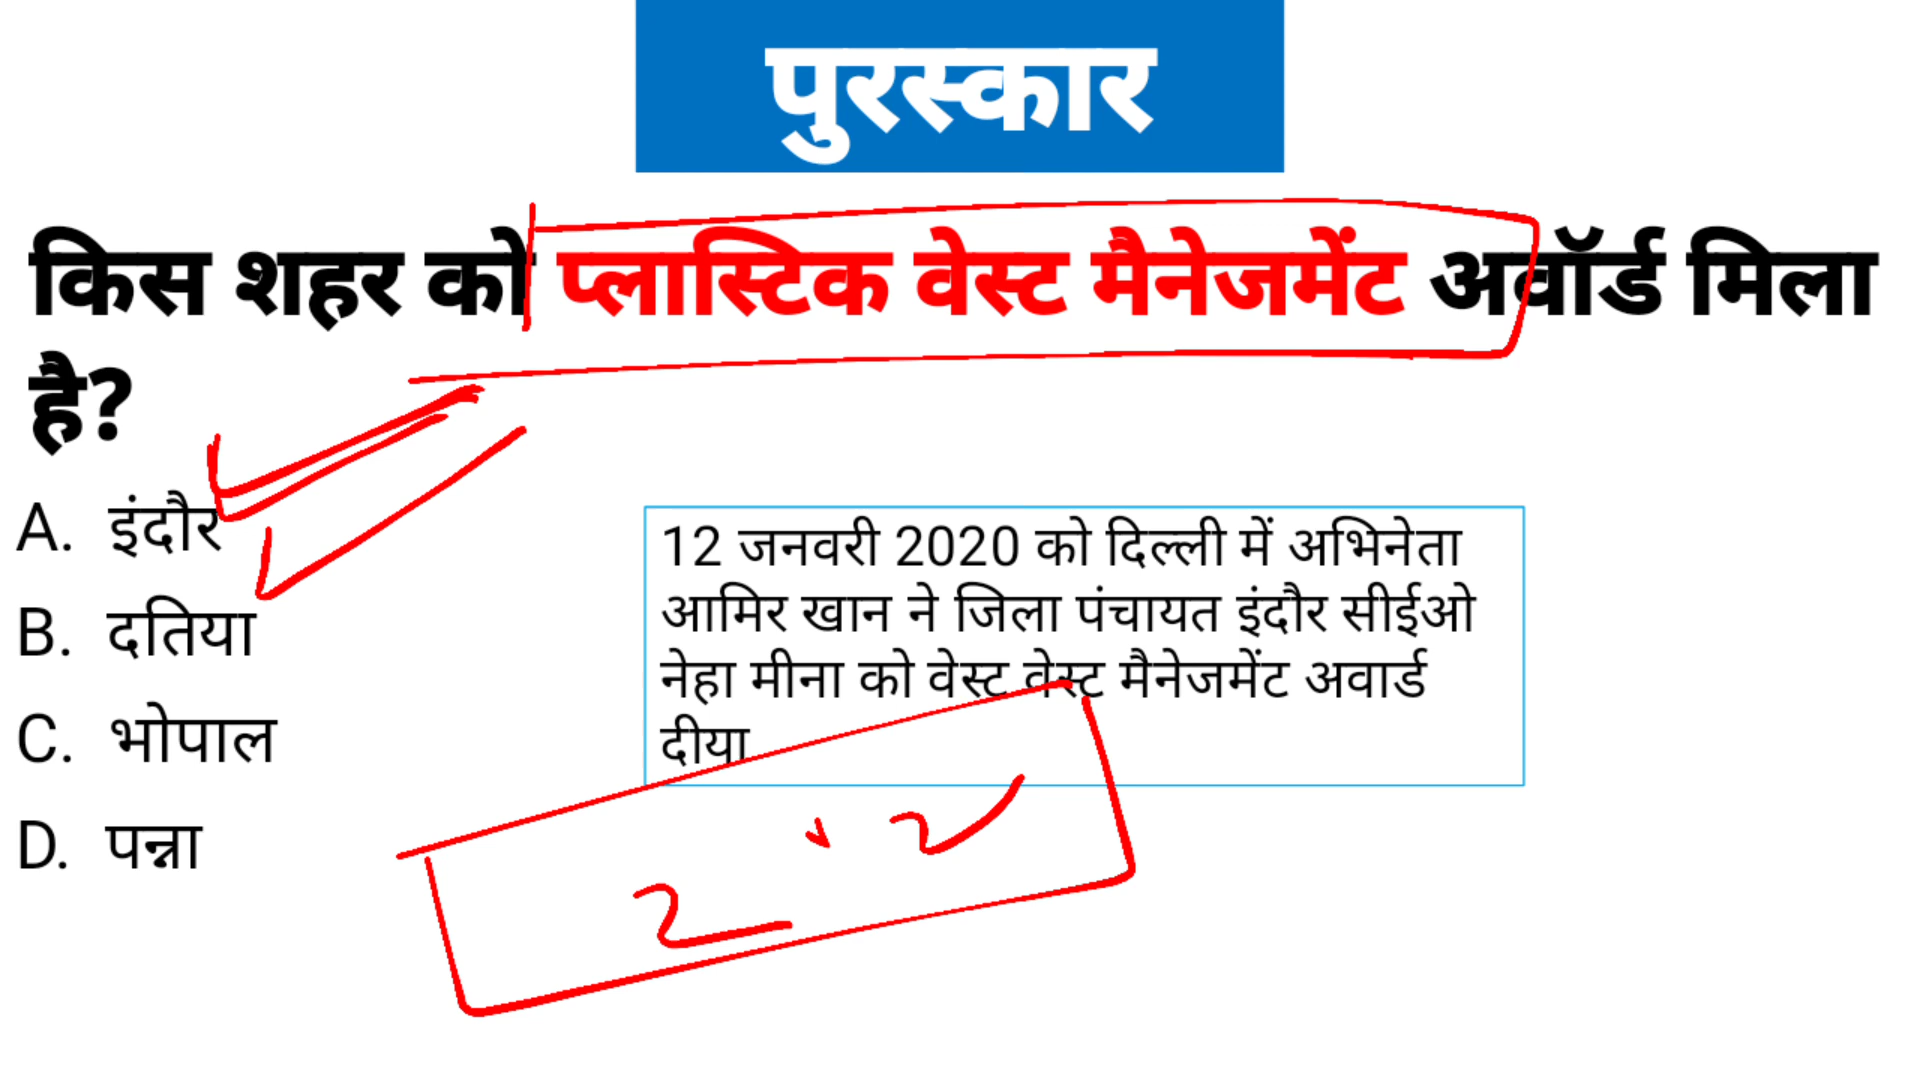 पुरस्कार
किस शहर को प्लास्टिक वेस्ट मैनेजमेंट अवॉर्ड मिला
है?
A. इंदौर
B. दतिया
C. भोपाल
D. पन्ना
12 जनवरी 2020 को दिल्ली में अभिनेता
आमिर खान ने जिला पंचायत इंदौर सीईओ
नेहा मीना को वेस्ट वेस्ट मैनेजमेंट अवार्ड
दीया